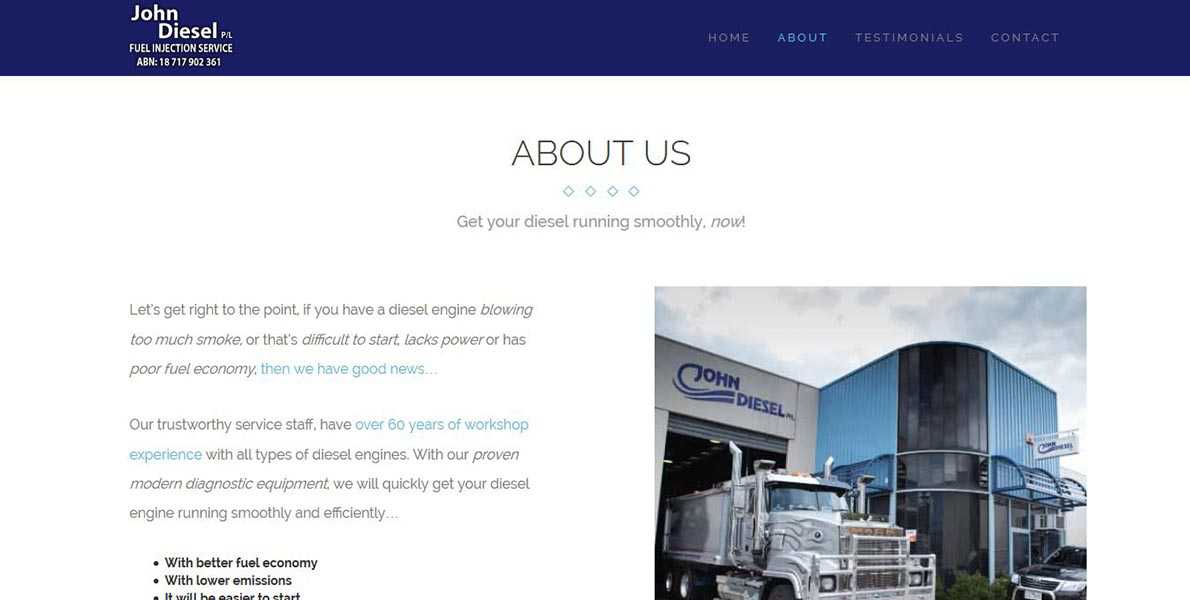 John
Diesel P/L
FUEL INJECTION SERVICE
ABN: 18 717 902 361
HOME ABOUT TESTIMONIALS CONTACT
ABOUT US
Get your diesel running smoothly, now!
Let's get right to the point, if you have a diesel engine blowing
too much smoke, or that's difficult to start, lacks power or has
poor fuel economy, then we have good news...
Our trustworthy service staff, have over 60 years of workshop
experience with all types of diesel engines. With our proven
modern diagnostic equipment, we will quickly get your diesel
engine running smoothly and efficiently...
• With better fuel economy
• With lower emissions
• It will be easier to start
JOHN
DIESEL P/L
JOHN
DIESEL